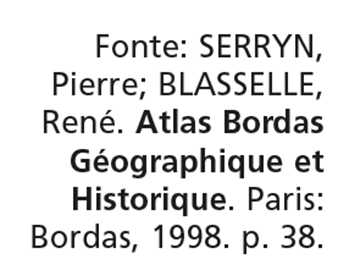 Fonte: SERRYN,
Pierre; BLASSELLE,
René. Atlas Bordas
Géographique et
Historique. Paris:
Bordas, 1998. p. 38.